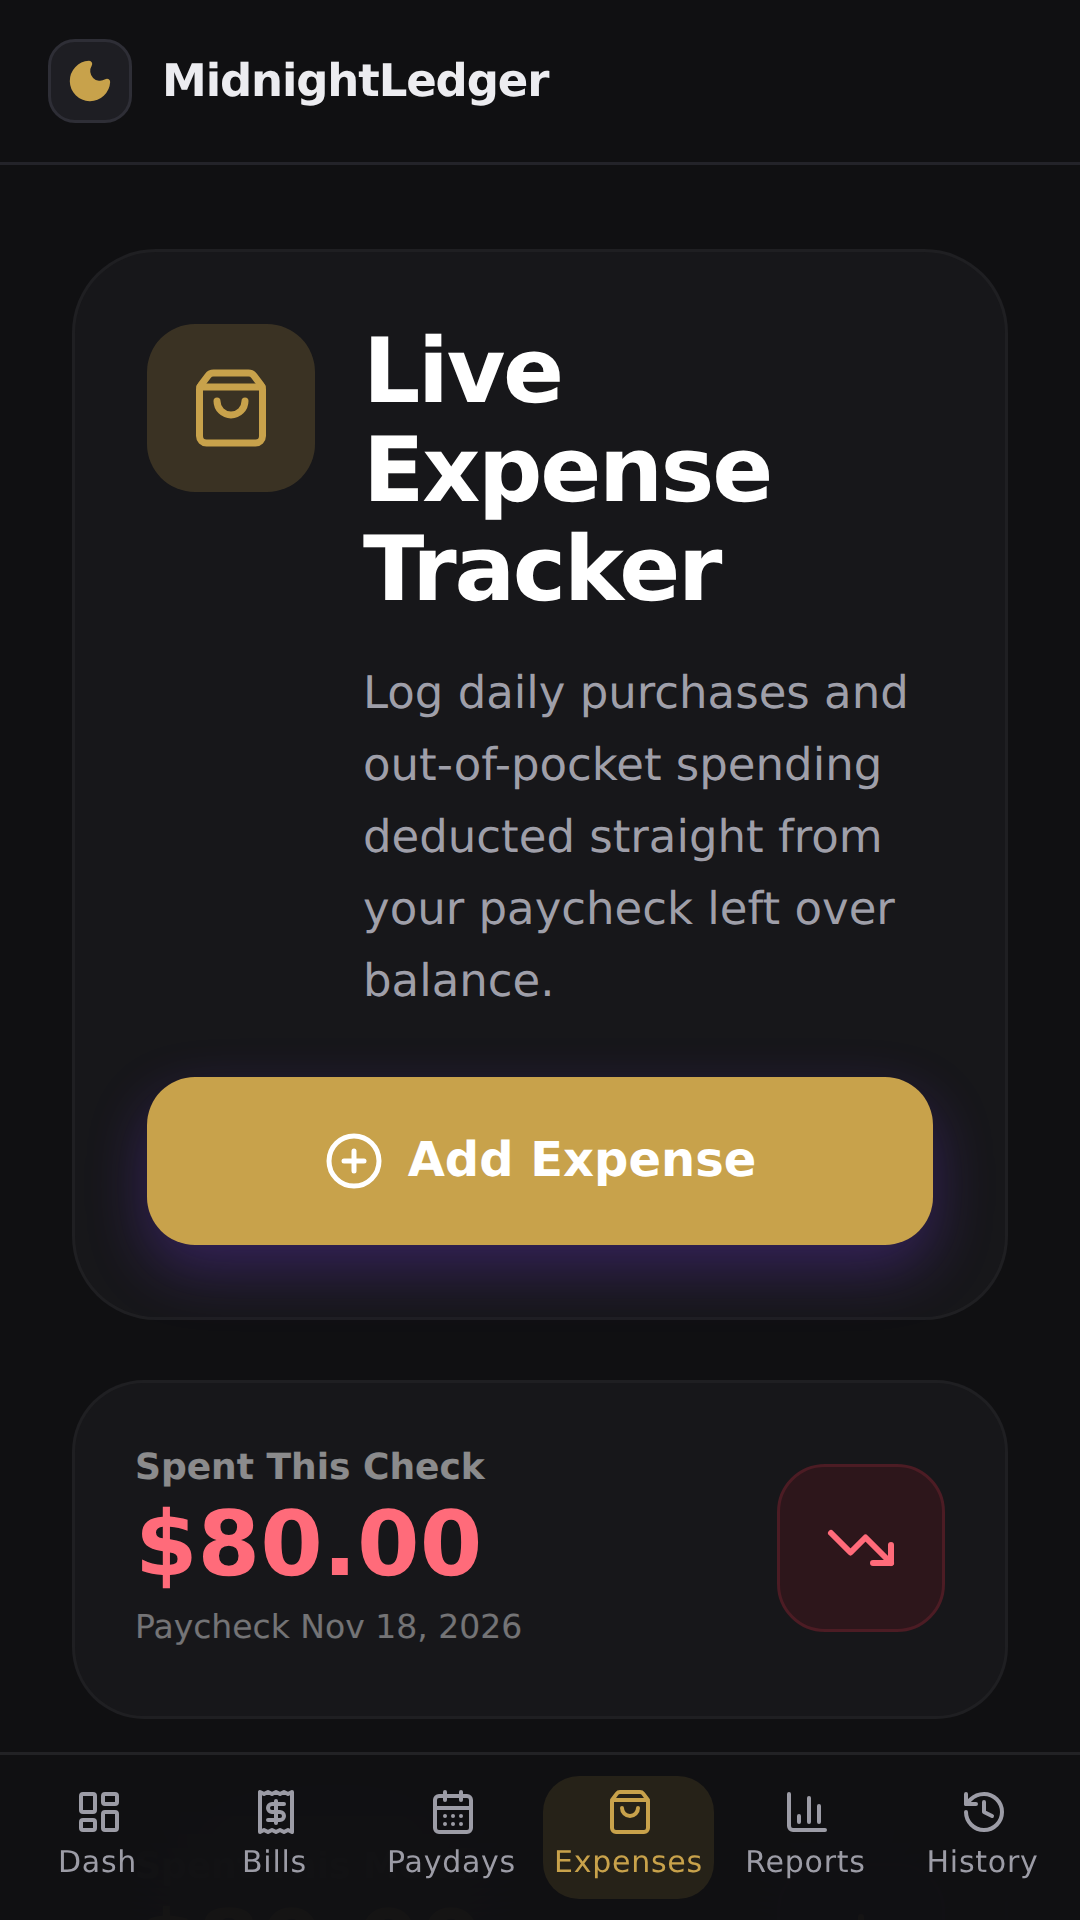 MidnightLedger
Live
Expense
Tracker
Log daily purchases and
out-of-pocket spending
deducted straight from
your paycheck left over
balance.
Add Expense
Spent This Check
$80.00
Paycheck Nov 18, 2026
Dash
Bills
Paydays
Expenses
Reports
History